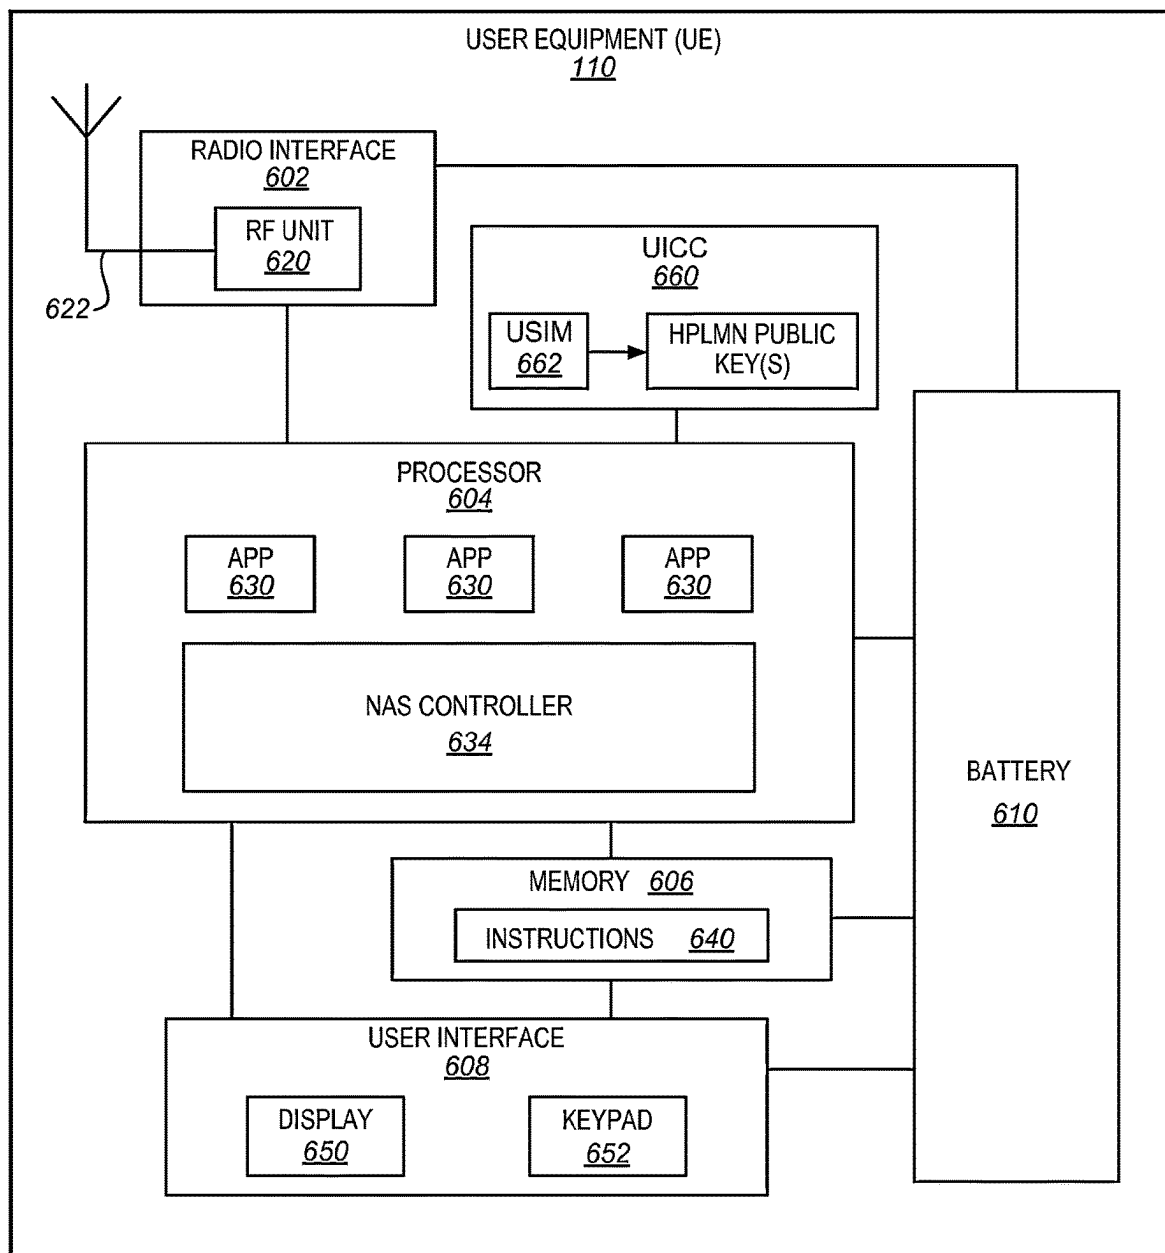 USER EQUIPMENT (UE)
110
RADIO INTERFACE
602
RF UNIT
620
622
UICC
660
USIM
662
HPLMN PUBLIC
KEY(S)
PROCESSOR
604
APP
630
APP
630
APP
630
NAS CONTROLLER
634
BATTERY
610
MEMORY 606
INSTRUCTIONS 640
USER INTERFACE
608
DISPLAY
650
KEYPAD
652